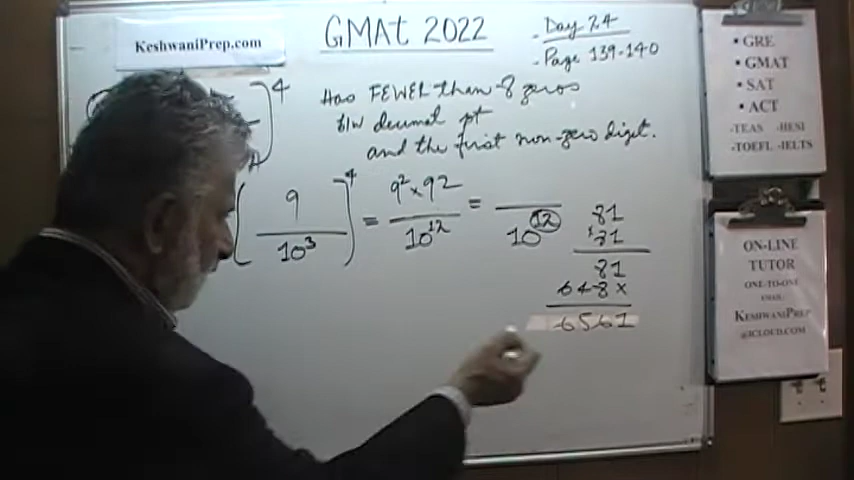 KeshwaniPrep.com
GMAt 2022
- Day 24
- Page 139-140
]4
Has FEWER than 8 zeros
b/w decimal pt
and the first non-zero digit.
(9/10³]⁴ = 9² × 92/10¹² = /10¹²
81
× 81
81
648×
6561
• GRE
• GMAT
• SAT
• ACT
-TEAS -HESI
-TOEFL -IELTS
ON-LINE
TUTOR
ONE-TO-ONE
EMAIL
KESHWANIPREP
@ICLOUD.COM